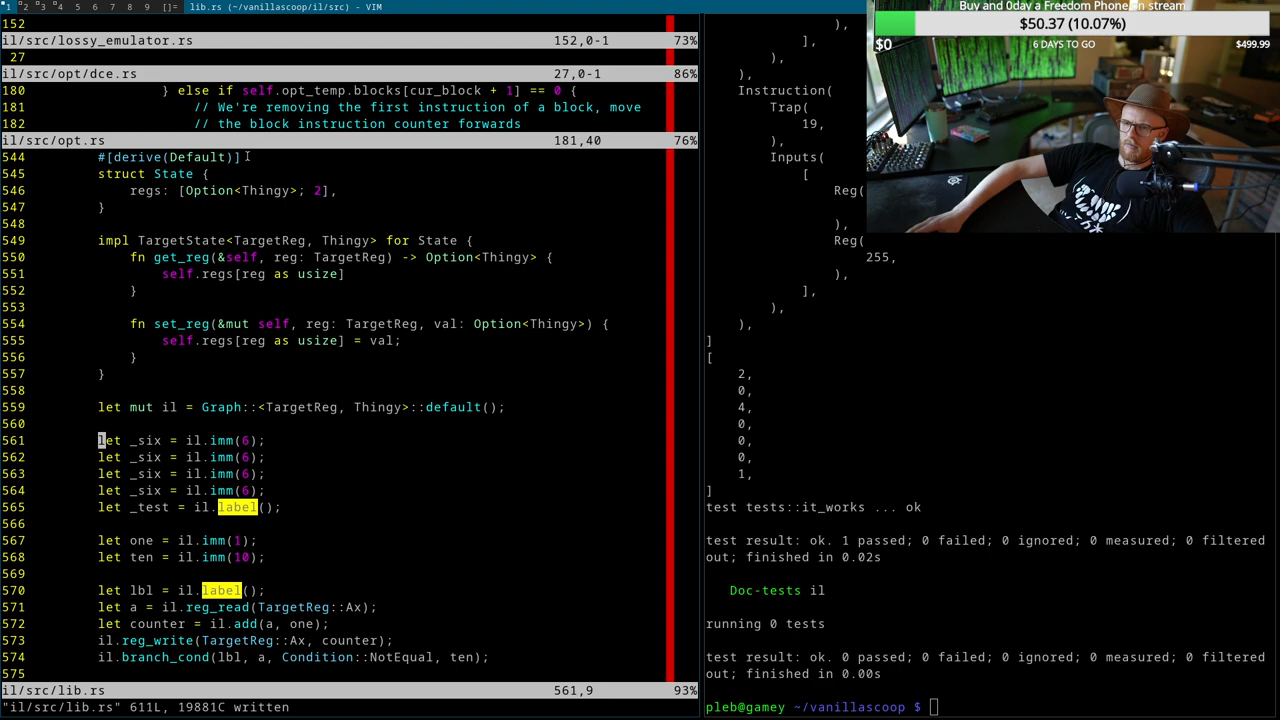 1 2 3 4 5 6 7 8 9 []= lib.rs (~/vanillascoop/il/src) - VIM
152
il/src/lossy_emulator.rs 152,0-1 73%
27
il/src/opt/dce.rs 27,0-1 86%
180 } else if self.opt_temp.blocks[cur_block + 1] == 0 {
181 // We're removing the first instruction of a block, move
182 // the block instruction counter forwards
il/src/opt.rs 181,40 76%
544 #[derive(Default)]
545 struct State {
546 regs: [Option<Thingy>; 2],
547 }
548
549 impl TargetState<TargetReg, Thingy> for State {
550 fn get_reg(&self, reg: TargetReg) -> Option<Thingy> {
551 self.regs[reg as usize]
552 }
553
554 fn set_reg(&mut self, reg: TargetReg, val: Option<Thingy>) {
555 self.regs[reg as usize] = val;
556 }
557 }
558
559 let mut il = Graph::<TargetReg, Thingy>::default();
560
561 let _six = il.imm(6);
562 let _six = il.imm(6);
563 let _six = il.imm(6);
564 let _six = il.imm(6);
565 let _test = il.label();
566
567 let one = il.imm(1);
568 let ten = il.imm(10);
569
570 let lbl = il.label();
571 let a = il.reg_read(TargetReg::Ax);
572 let counter = il.add(a, one);
573 il.reg_write(TargetReg::Ax, counter);
574 il.branch_cond(lbl, a, Condition::NotEqual, ten);
575
il/src/lib.rs 561,9 93%
"il/src/lib.rs" 611L, 19881C written
),
],
),
Instruction(
Trap(
19,
),
Inputs(
[
Reg(
),
Reg(
255,
),
],
),
),
]
[
2,
0,
4,
0,
0,
0,
1,
]
test tests::it_works ... ok
test result: ok. 1 passed; 0 failed; 0 ignored; 0 measured; 0 filtered
out; finished in 0.02s
Doc-tests il
running 0 tests
test result: ok. 0 passed; 0 failed; 0 ignored; 0 measured; 0 filtered
out; finished in 0.00s
pleb@gamey ~/vanillascoop $
Buy and 0day a Freedom Phone on stream
$50.37 (10.07%)
$0 6 DAYS TO GO $499.99